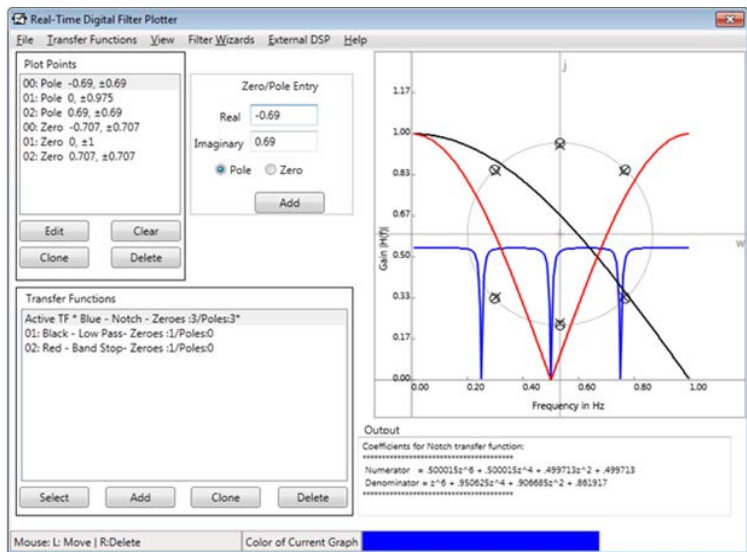 Real-Time Digital Filter Plotter
File Transfer Functions View Filter Wizards External DSP Help
Plot Points
00: Pole -0.69, ±0.69
01: Pole 0, ±0.975
02: Pole 0.69, ±0.69
00: Zero -0.707, ±0.707
01: Zero 0, ±1
02: Zero 0.707, ±0.707
Edit Clear
Clone Delete
Zero/Pole Entry
Real -0.69
Imaginary 0.69
Pole Zero
Add
Transfer Functions
Active TF * Blue - Notch - Zeroes :3/Poles:3*
01: Black - Low Pass- Zeroes :1/Poles:0
02: Red - Band Stop- Zeroes :1/Poles:0
Select Add Clone Delete
j
w
Gain |H(f)|
1.17
1.00
0.83
0.67
0.50
0.33
0.17
0.00
0.00 0.20 0.40 0.60 0.80 1.00
Frequency in Hz
Output
Coefficients for Notch transfer function:
****************************************
Numerator = .500015z^6 + .500015z^4 + .499713z^2 + .499713
Denominator = z^6 + .950625z^4 + .906685z^2 + .861917
****************************************
Mouse: L: Move | R:Delete
Color of Current Graph